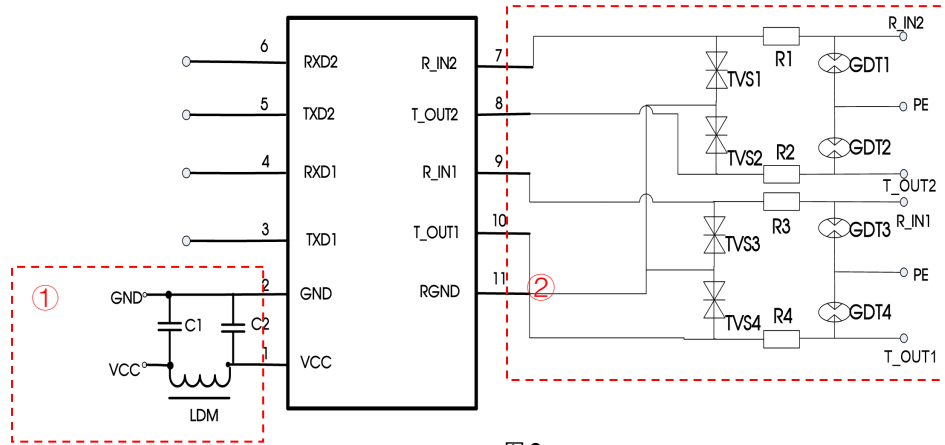 R_IN2
6
RXD2
R_IN2
7
R1
GDT1
TVS1
5
TXD2
T_OUT2
8
PE
TVS2
R2
GDT2
4
RXD1
R_IN1
9
T_OUT2
R_IN1
3
TXD1
T_OUT1
10
TVS3
R3
GDT3
①
GND
2
GND
RGND
11
②
PE
C1
C2
TVS4
R4
GDT4
VCC
1
VCC
T_OUT1
LDM